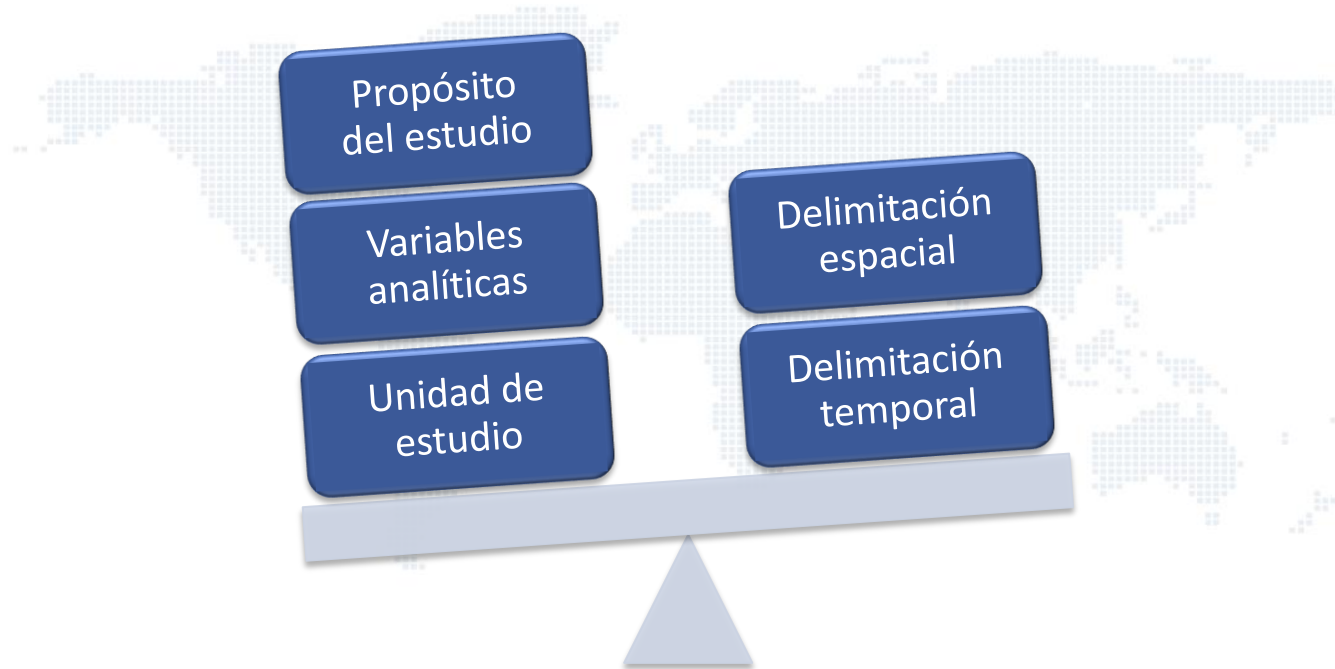 Propósito
del estudio
Variables
analíticas
Unidad de
estudio
Delimitación
espacial
Delimitación
temporal